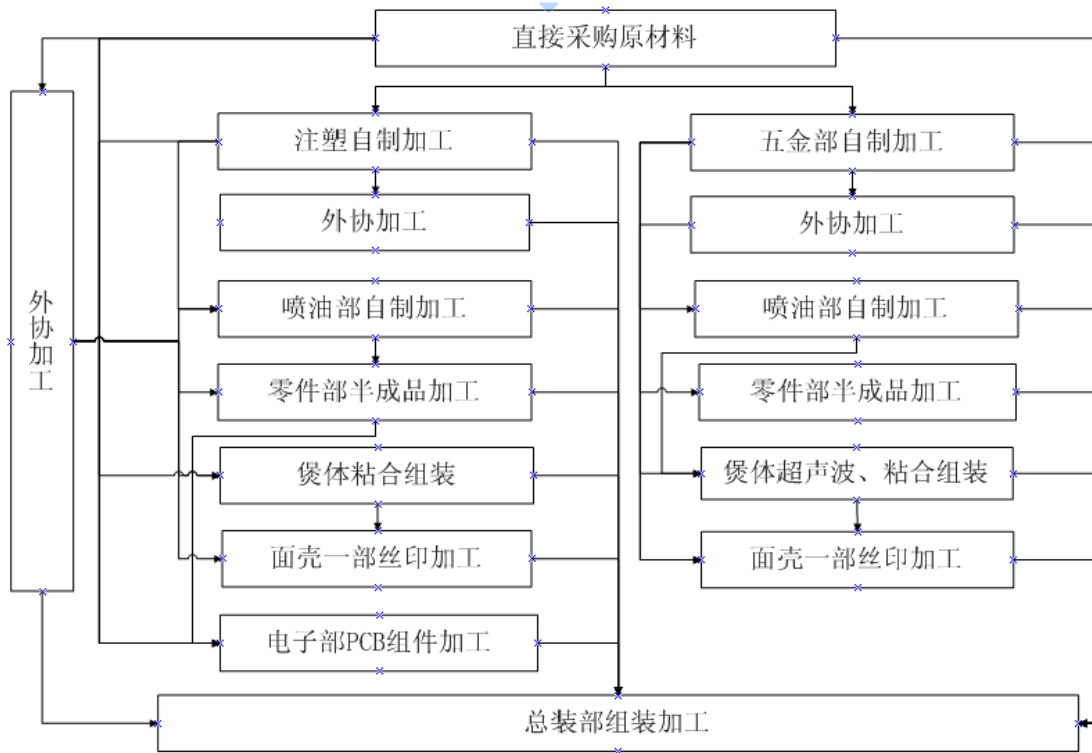 直接采购原材料
注塑自制加工
五金部自制加工
外协加工
外协加工
外协加工
喷油部自制加工
喷油部自制加工
零件部半成品加工
零件部半成品加工
煲体粘合组装
煲体超声波、粘合组装
面壳一部丝印加工
面壳一部丝印加工
电子部PCB组件加工
总装部组装加工